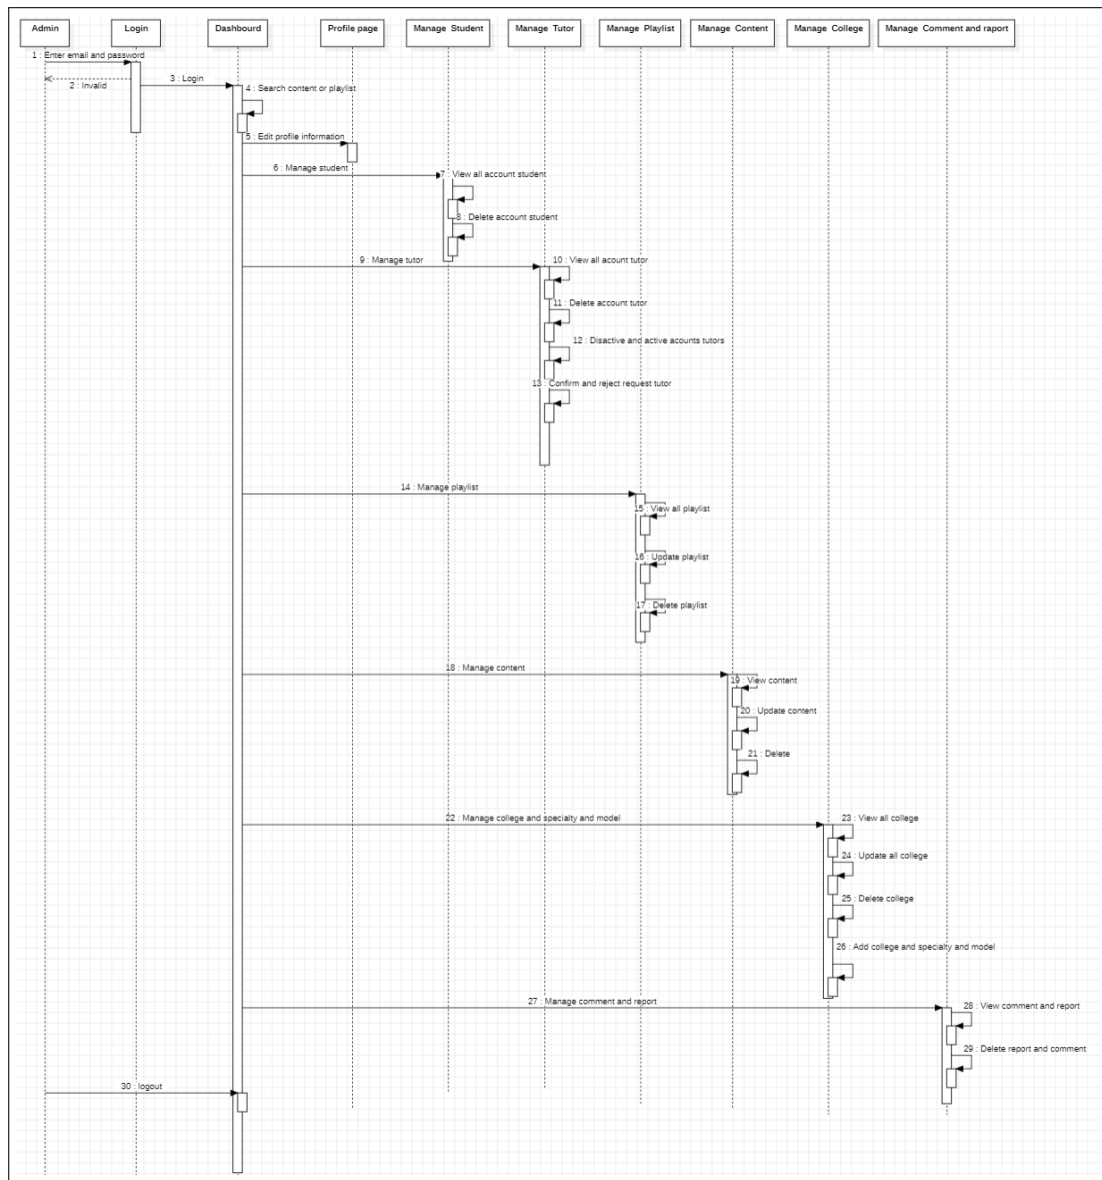 Admin
Login
Dashbourd
Profile page
Manage Student
Manage Tutor
Manage Playlist
Manage Content
Manage College
Manage Comment and raport
1 : Enter email and password
2 : Invalid
3 : Login
4 : Search content or playlist
5 : Edit profile information
6 : Manage student
7 : View all account student
8 : Delete account student
9 : Manage tutor
10 : View all acount tutor
11 : Delete account tutor
12 : Disactive and active acounts tutors
13 : Confirm and reject request tutor
14 : Manage playlist
15 : View all playlist
16 : Update playlist
17 : Delete playlist
18 : Manage content
19 : View content
20 : Update content
21 : Delete
22 : Manage college and specialty and model
23 : View all college
24 : Update all college
25 : Delete college
26 : Add college and specialty and model
27 : Manage comment and report
28 : View comment and report
29 : Delete report and comment
30 : logout